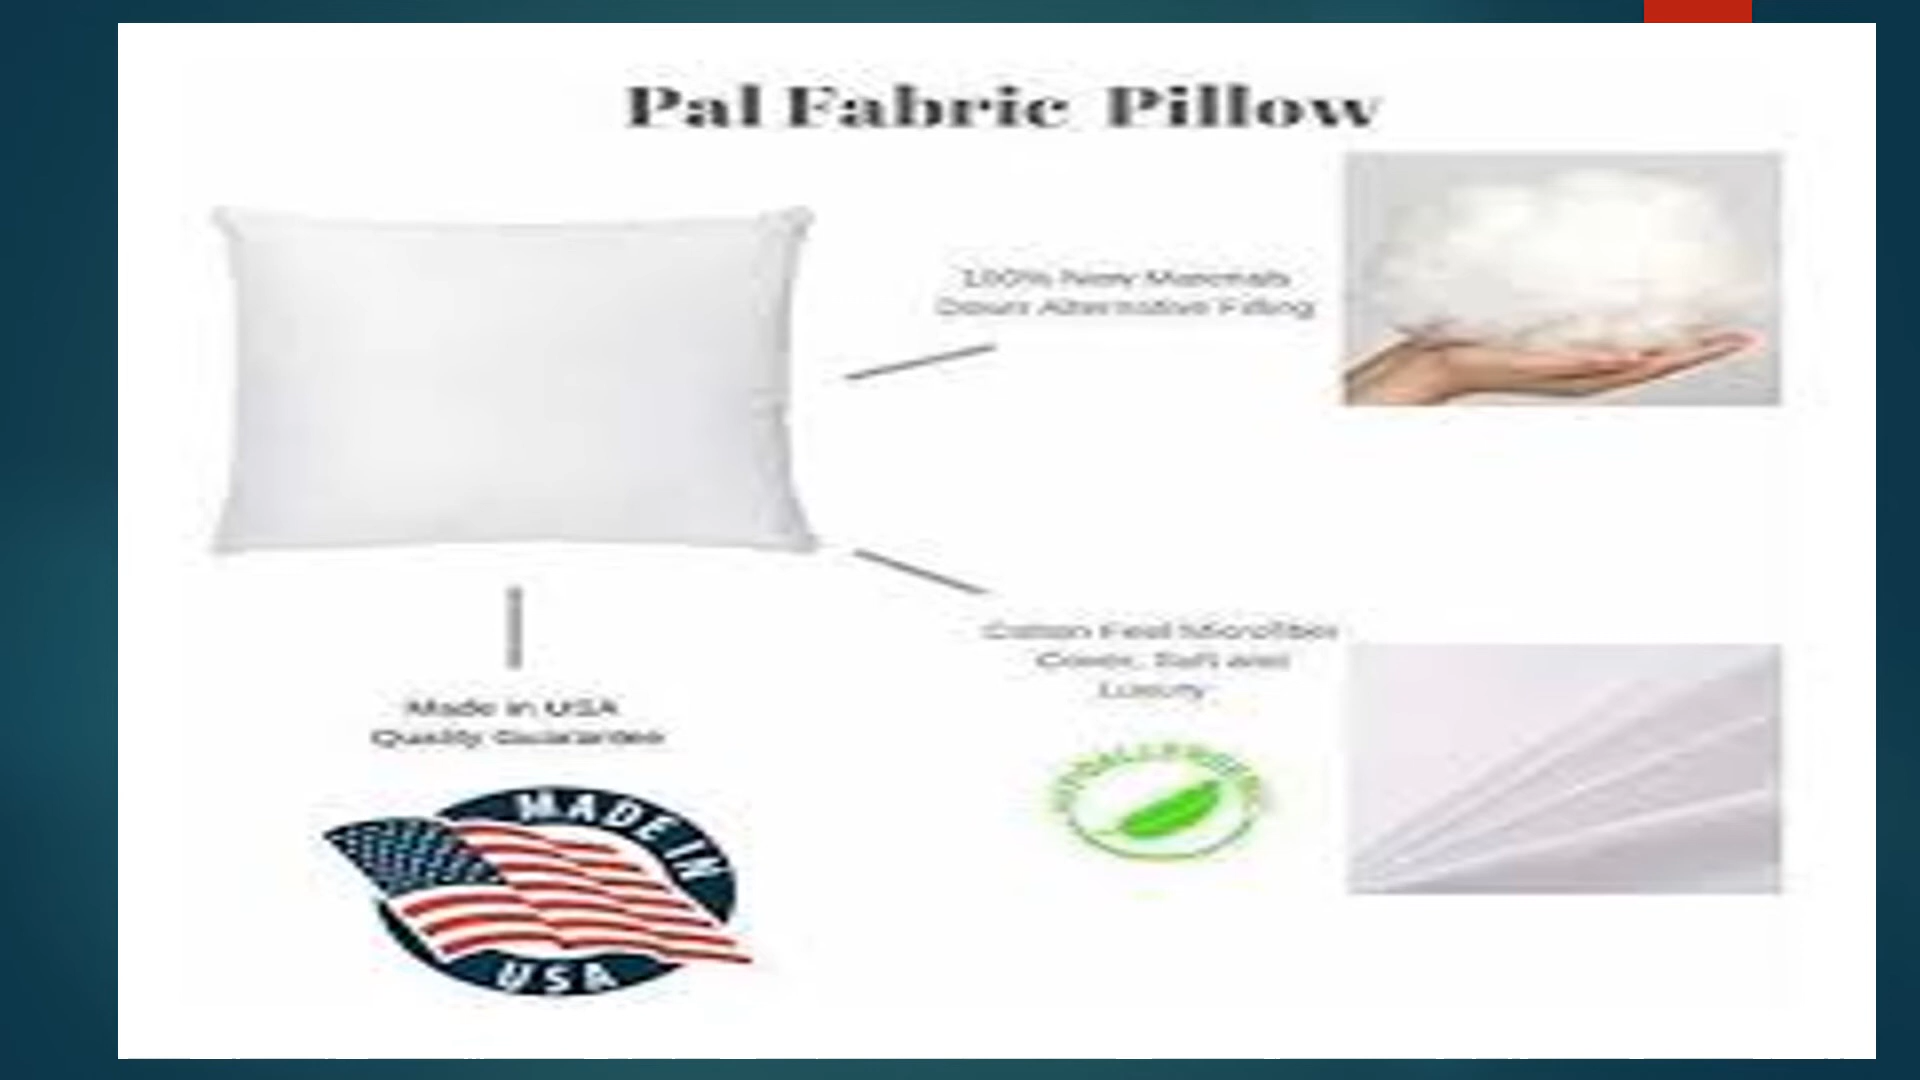 Pal Fabric Pillow
100% New Materials
Down Alternative Filling
Cotton Feel Microfiber
Cover, Soft and
Luxury
Made in USA
Quality Guarantee
HYPOALLERGENIC
MADE IN
USA